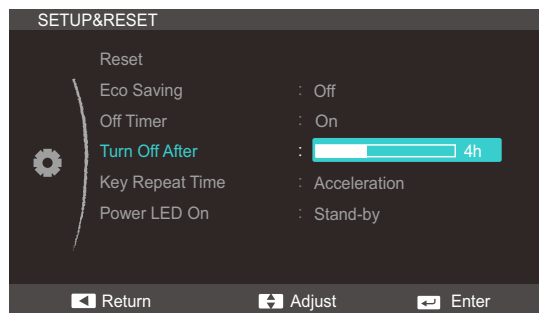 SETUP&RESET
Reset
Eco Saving : Off
Off Timer : On
Turn Off After : 4h
Key Repeat Time : Acceleration
Power LED On : Stand-by
Return Adjust Enter